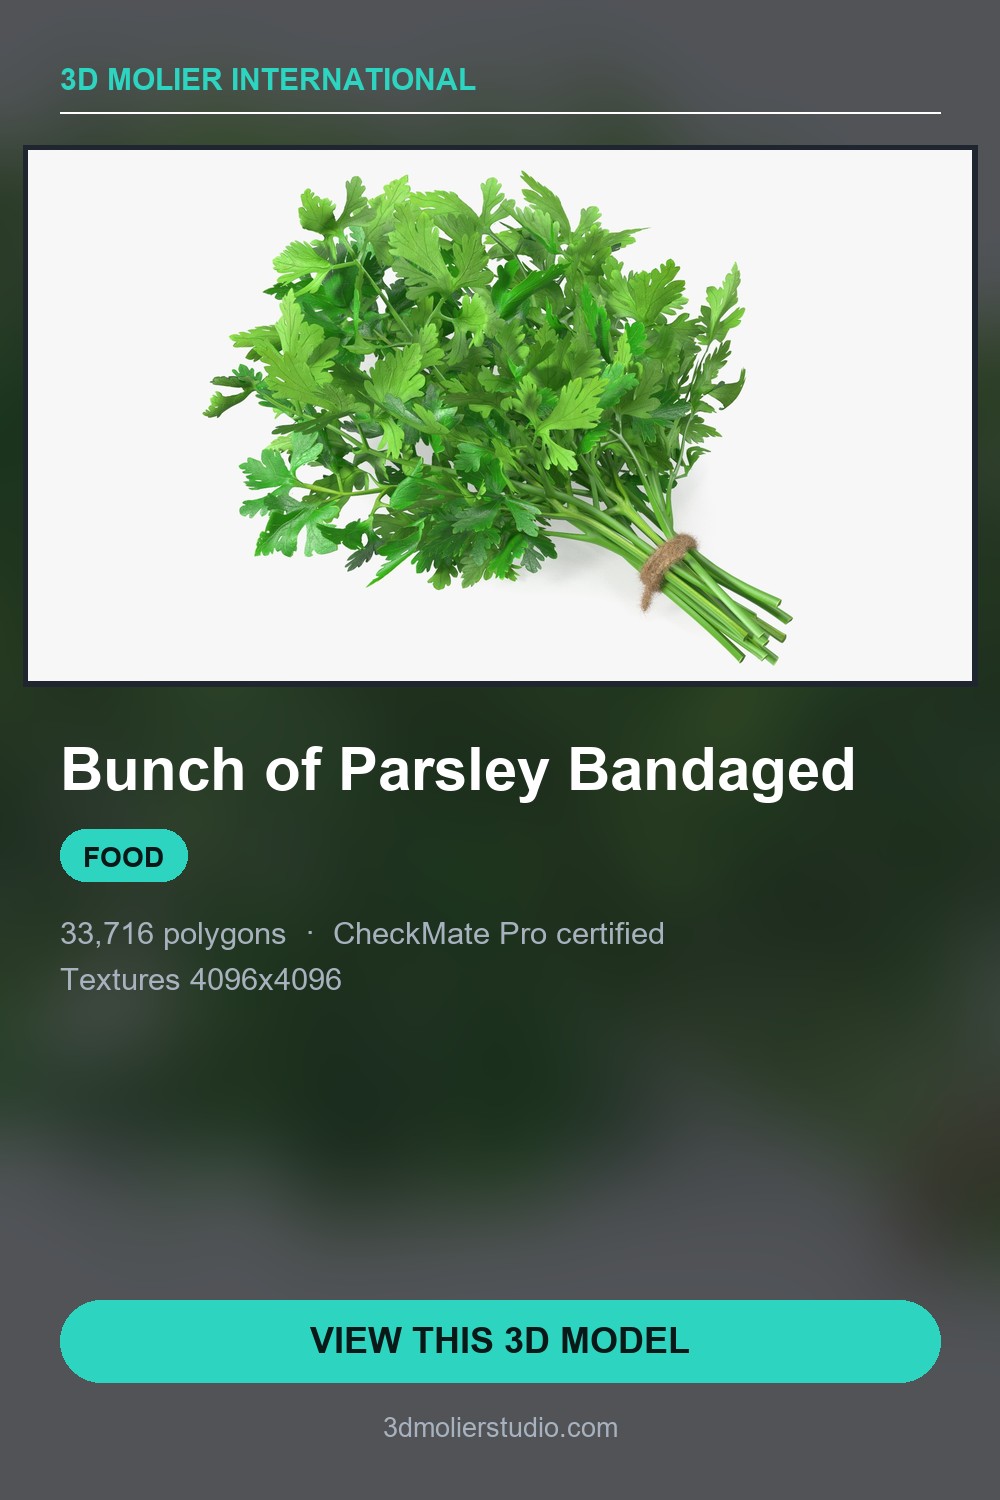 3D MOLIER INTERNATIONAL
Bunch of Parsley Bandaged
FOOD
33,716 polygons · CheckMate Pro certified
Textures 4096x4096
VIEW THIS 3D MODEL
3dmolierstudio.com